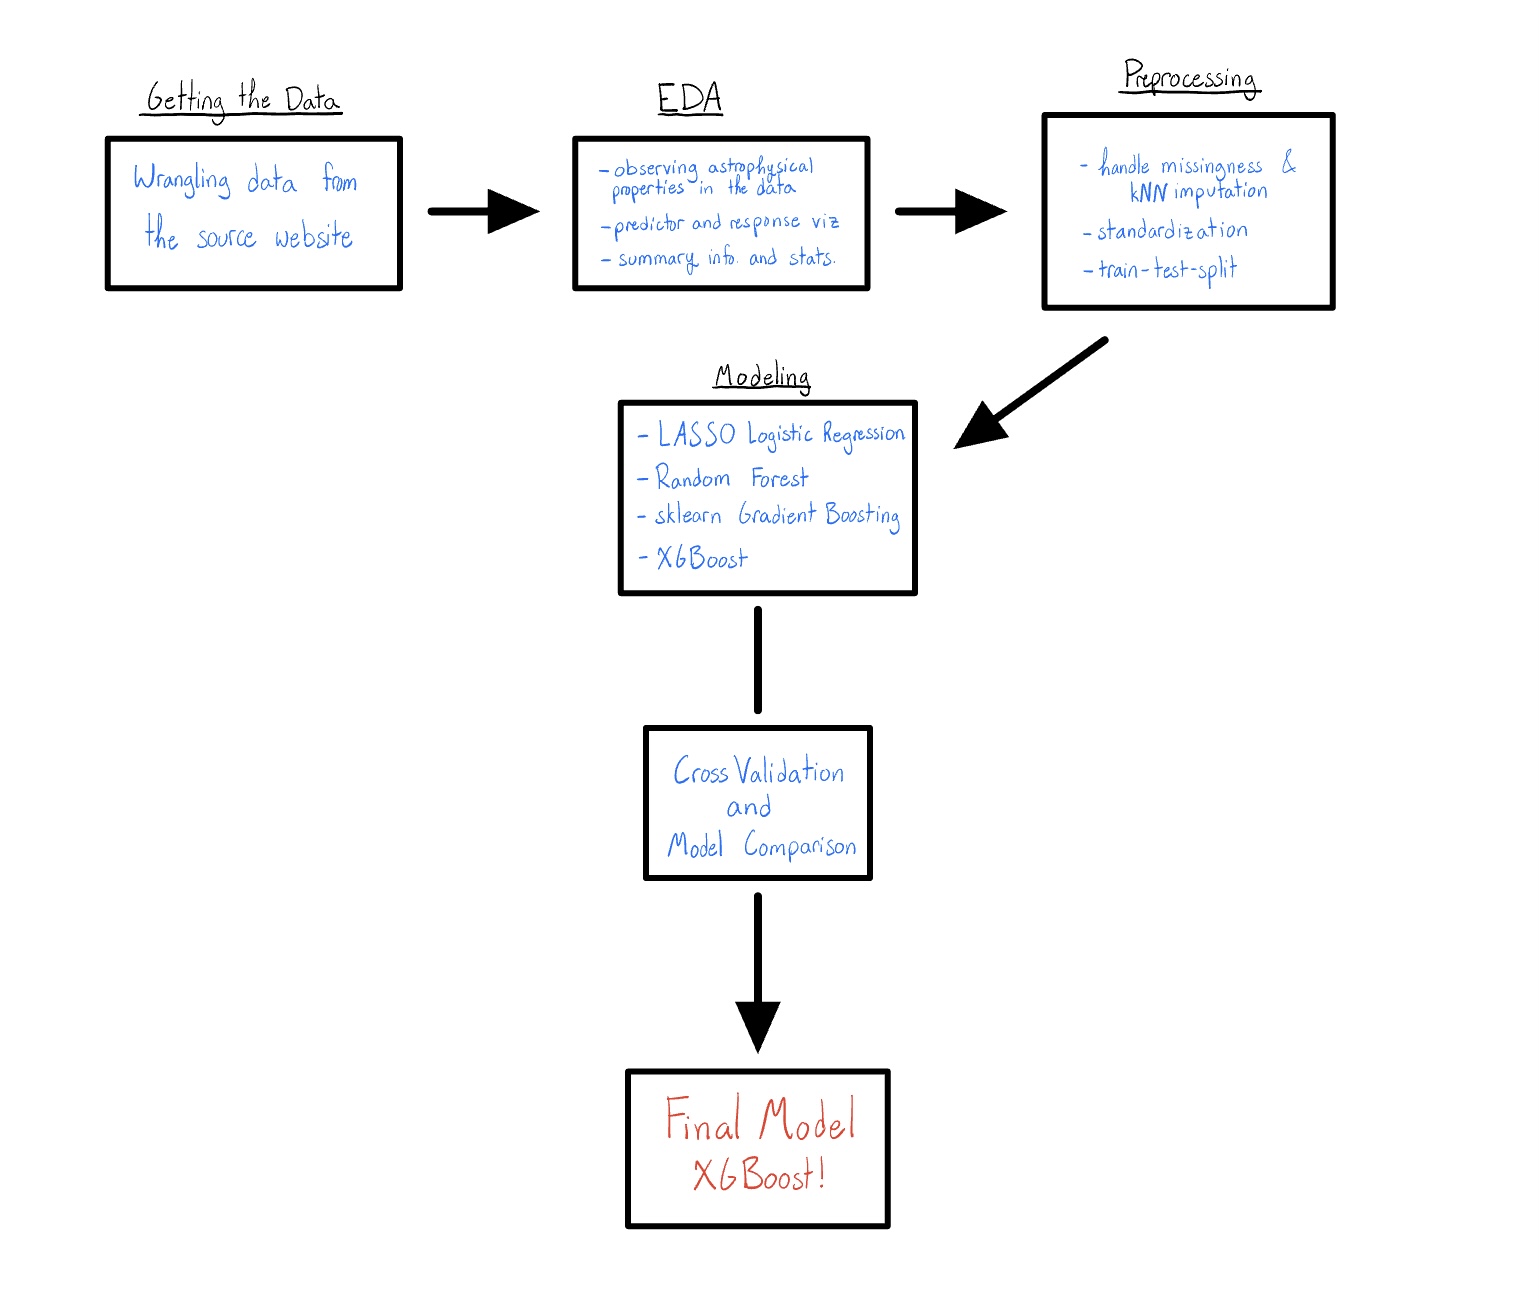 Getting the Data
Wrangling data from
the source website
EDA
- observing astrophysical
properties in the data
- predictor and response viz
- summary info. and stats.
Preprocessing
- handle missingness &
kNN imputation
- standardization
- train-test-split
Modeling
- LASSO Logistic Regression
- Random Forest
- sklearn Gradient Boosting
- XGBoost
Cross Validation
and
Model Comparison
Final Model
XGBoost!